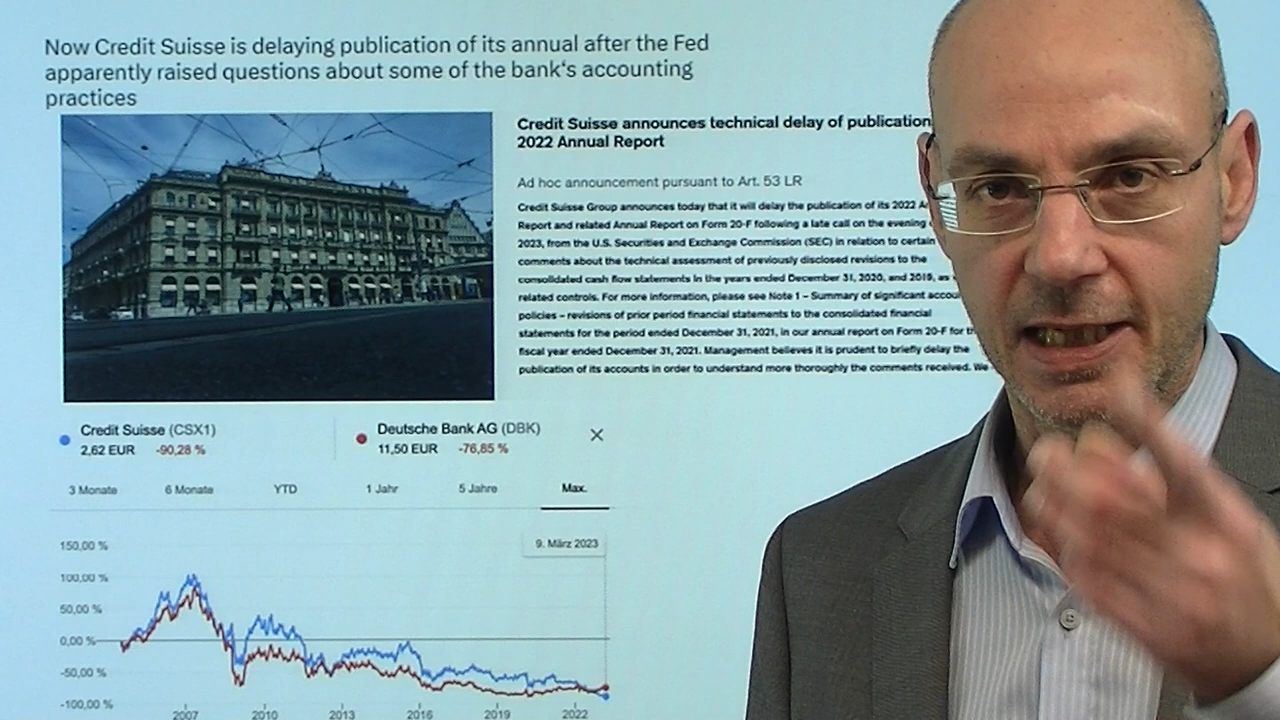 Now Credit Suisse is delaying publication of its annual after the Fed
apparently raised questions about some of the bank‘s accounting
practices
Credit Suisse announces technical delay of publication
2022 Annual Report
Ad hoc announcement pursuant to Art. 53 LR
Credit Suisse Group announces today that it will delay the publication of its 2022
Report and related Annual Report on Form 20-F following a late call on the evening
2023, from the U.S. Securities and Exchange Commission (SEC) in relation to certain
comments about the technical assessment of previously disclosed revisions to the
consolidated cash flow statements in the years ended December 31, 2020, and 2019, as
related controls. For more information, please see Note 1 – Summary of significant
policies – revisions of prior period financial statements to the consolidated financial
statements for the period ended December 31, 2021, in our annual report on Form 20-F for
fiscal year ended December 31, 2021. Management believes it is prudent to briefly delay the
publication of its accounts in order to understand more thoroughly the comments received. We
Credit Suisse (CSX1)
2,62 EUR -90,28 %
Deutsche Bank AG (DBK)
11,50 EUR -76,85 %
3 Monate 6 Monate YTD 1 Jahr 5 Jahre Max.
9. März 2023
150,00 %
100,00 %
50,00 %
0,00 %
-50,00 %
-100,00 %
2007 2010 2013 2016 2019 2022